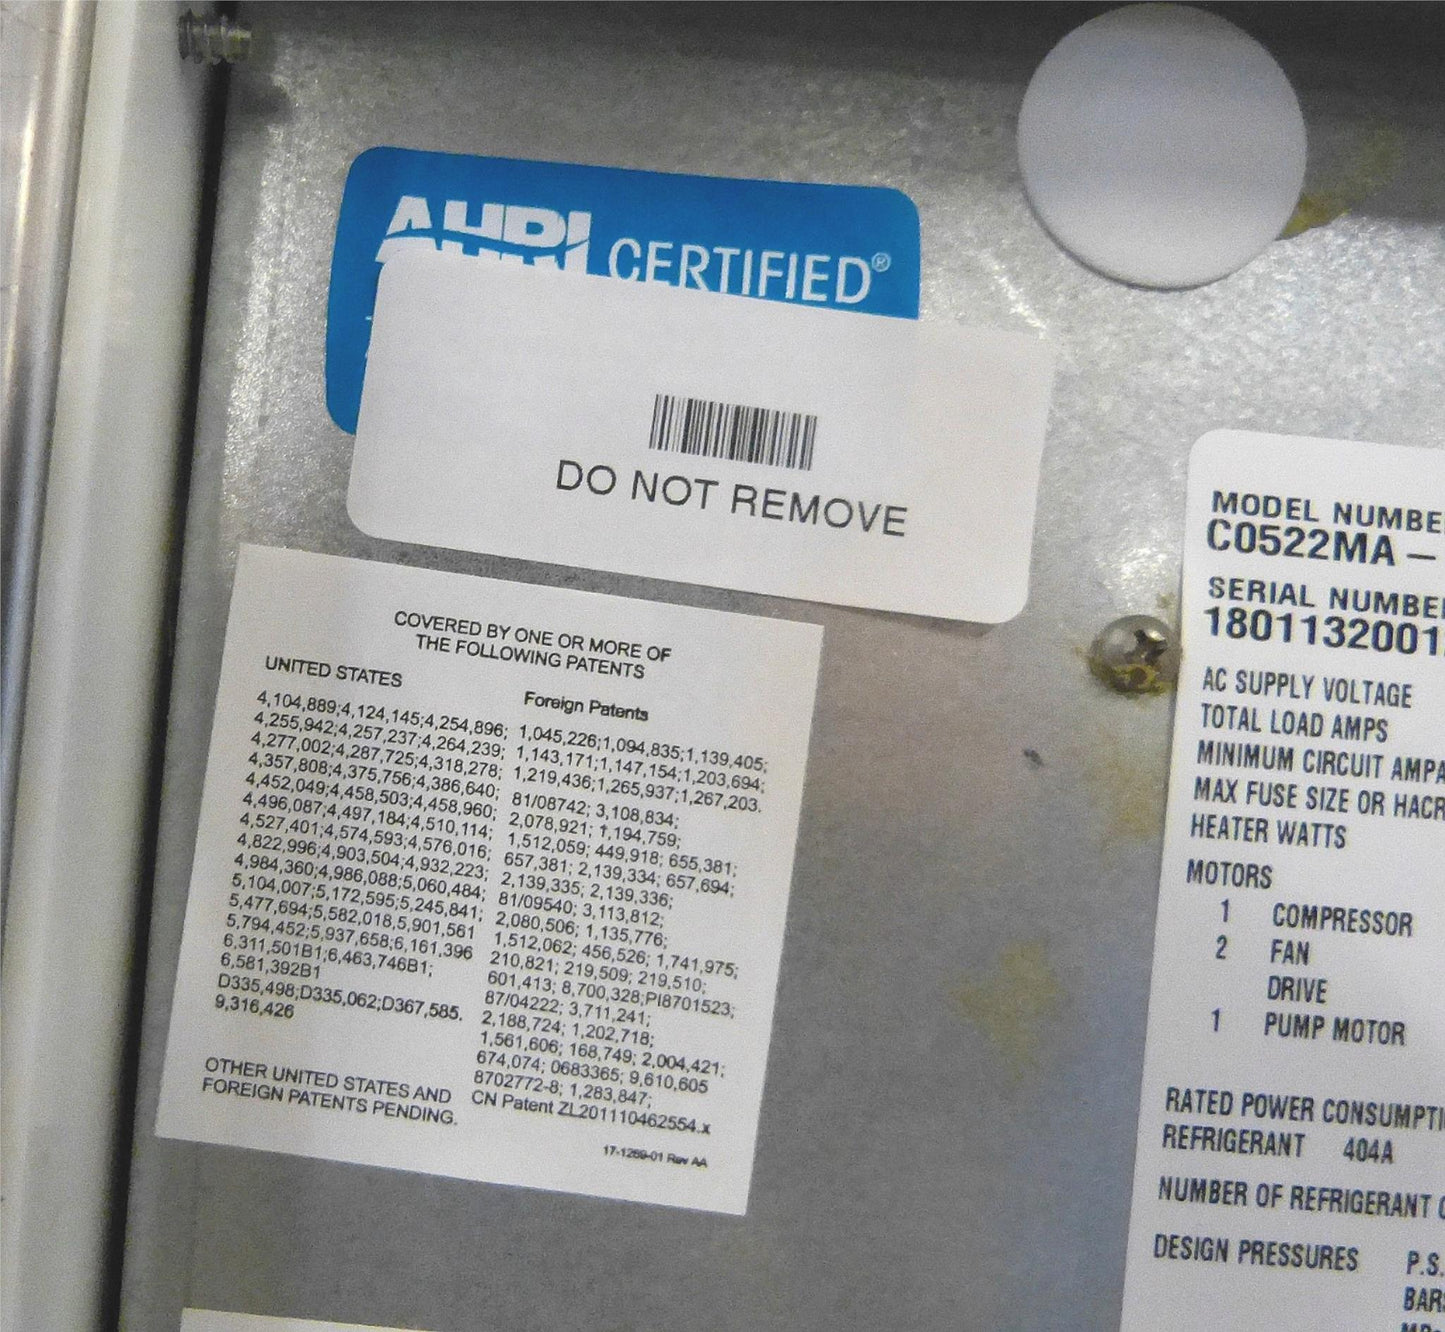 AHRI CERTIFIED®
DO NOT REMOVE
COVERED BY ONE OR MORE OF
THE FOLLOWING PATENTS
UNITED STATES
4,104,889;4,124,145;4,254,896;
4,255,942;4,257,237;4,264,239;
4,277,002;4,287,725;4,318,278;
4,357,808;4,375,756;4,386,640;
4,452,049;4,458,503;4,458,960;
4,496,087;4,497,184;4,510,114;
4,527,401;4,574,593;4,576,016;
4,822,996;4,903,504;4,932,223;
4,984,360;4,986,088;5,060,484;
5,104,007;5,172,595;5,245,841;
5,477,694;5,582,018,5,901,561
5,794,452;5,937,658;6,161,396
6,311,501B1;6,463,746B1;
6,581,392B1
D335,498;D335,062;D367,585.
9,316,426
OTHER UNITED STATES AND
FOREIGN PATENTS PENDING.
Foreign Patents
1,045,226;1,094,835;1,139,405;
1,143,171;1,147,154;1,203,694;
1,219,436;1,265,937;1,267,203.
81/08742; 3,108,834;
2,078,921; 1,194,759;
1,512,059; 449,918; 655,381;
657,381; 2,139,334; 657,694;
2,139,335; 2,139,336;
81/09540; 3,113,812;
2,080,506; 1,135,776;
1,512,062; 456,526; 1,741,975;
210,821; 219,509; 219,510;
601,413; 8,700,328;PI8701523;
87/04222; 3,711,241;
2,188,724; 1,202,718;
1,561,606; 168,749; 2,004,421;
674,074; 0683365; 9,610,605
8702772-8; 1,283,847;
CN Patent ZL201110462554.x
17-1269-01 Rev AA
MODEL NUMBE
C0522MA –
SERIAL NUMBE
1801132001
AC SUPPLY VOLTAGE
TOTAL LOAD AMPS
MINIMUM CIRCUIT AMPA
MAX FUSE SIZE OR HACR
HEATER WATTS
MOTORS
1 COMPRESSOR
2 FAN
DRIVE
1 PUMP MOTOR
RATED POWER CONSUMPTI
REFRIGERANT 404A
NUMBER OF REFRIGERANT
DESIGN PRESSURES P.S.
BAR